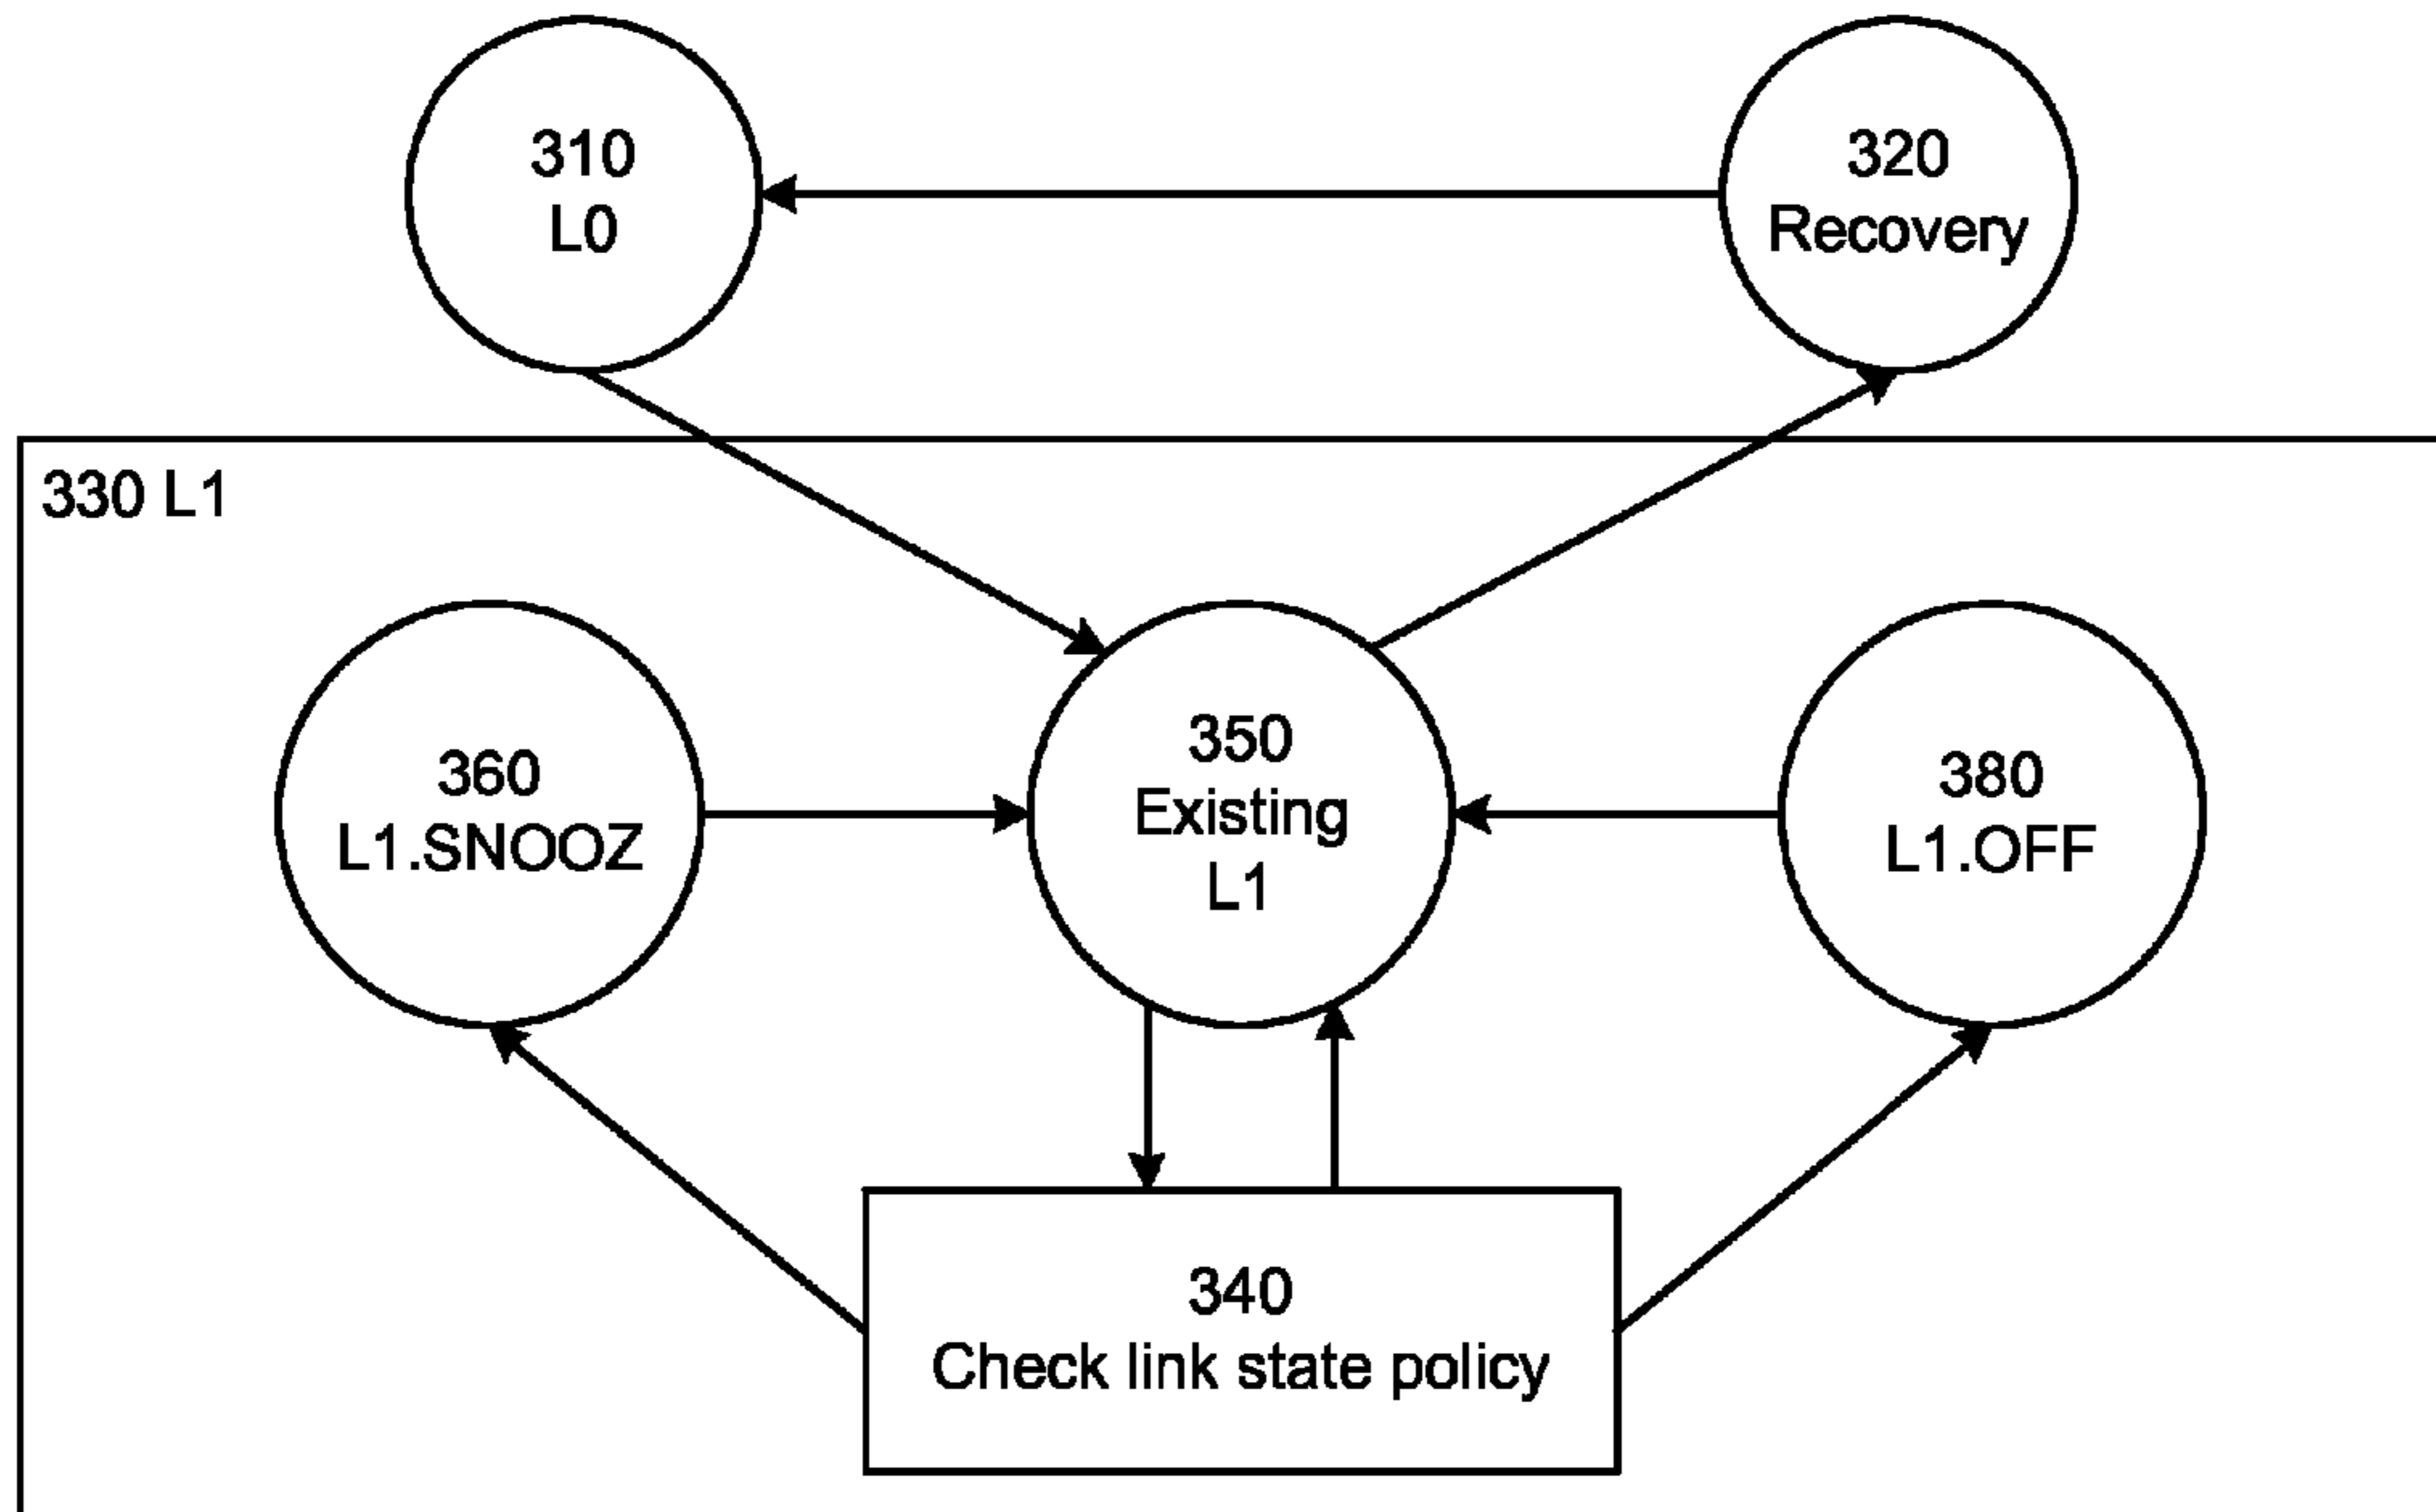 310
L0
320
Recovery
330 L1
360
L1.SNOOZ
350
Existing
L1
380
L1.OFF
340
Check link state policy